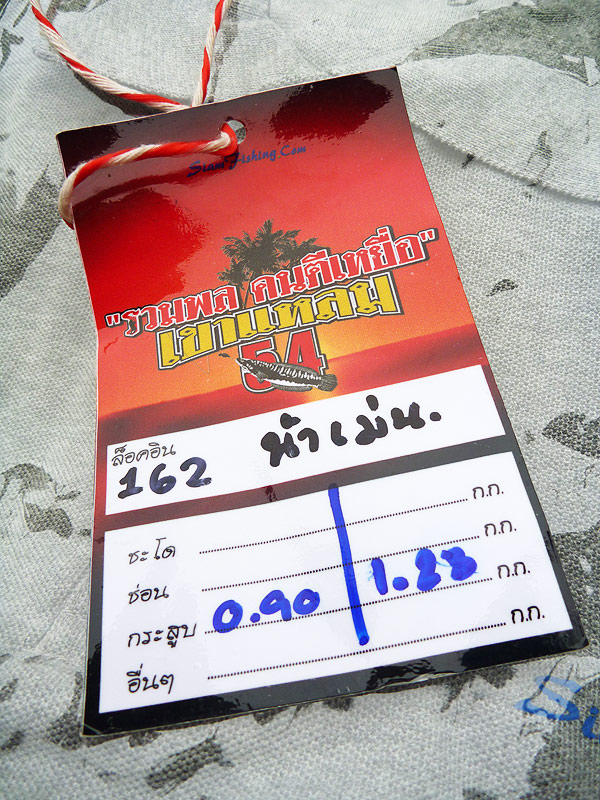 SiamFishing.Com
"รวมพล คนตีเหยื่อ"
เขาแหลม
54
ล็อคอิน
162 น้าเม่น.
ชะโด ก.ก.
ช่อน ก.ก.
กระสูบ 0.90 1.23 ก.ก.
อื่นๆ ก.ก.